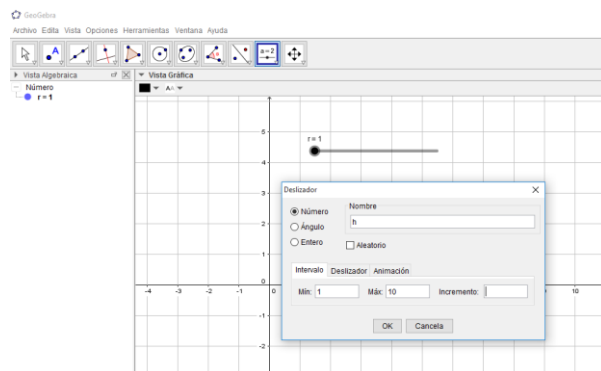 GeoGebra
Archivo Edita Vista Opciones Herramientas Ventana Ayuda
A
a=2
Vista Algebraica
Vista Gráfica
Número
r = 1
AA
r = 1
5
4
3
2
1
0
-4 -3 -2 -1 0 10
-1
-2
Deslizador
Número
Ángulo
Entero
Nombre
h
Aleatorio
Intervalo Deslizador Animación
Mín: 1 Máx: 10 Incremento:
OK Cancela